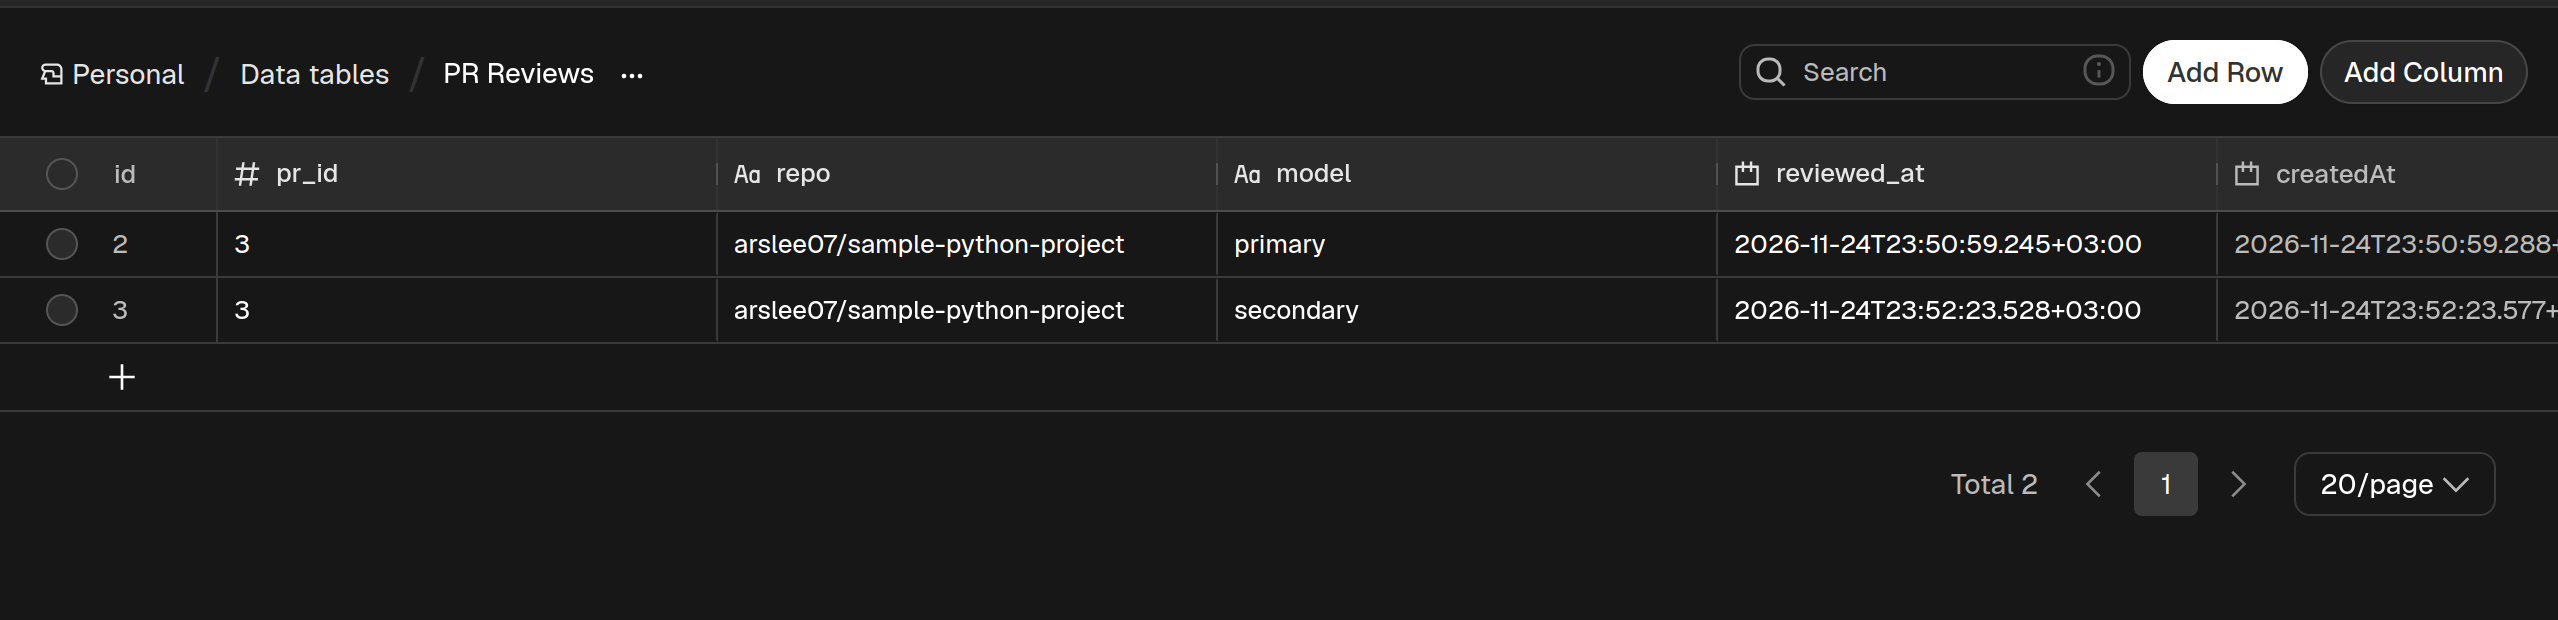 Personal / Data tables / PR Reviews ...
Search Add Row Add Column
id # pr_id Aa repo Aa model reviewed_at createdAt
2 3 arslee07/sample-python-project primary 2026-11-24T23:50:59.245+03:00 2026-11-24T23:50:59.288+
3 3 arslee07/sample-python-project secondary 2026-11-24T23:52:23.528+03:00 2026-11-24T23:52:23.577+
Total 2 1 20/page